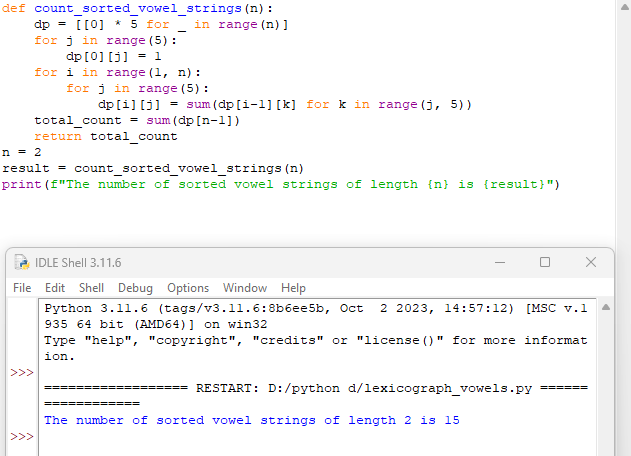 def count_sorted_vowel_strings(n):
    dp = [[0] * 5 for _ in range(n)]
    for j in range(5):
        dp[0][j] = 1
    for i in range(1, n):
        for j in range(5):
            dp[i][j] = sum(dp[i-1][k] for k in range(j, 5))
    total_count = sum(dp[n-1])
    return total_count
n = 2
result = count_sorted_vowel_strings(n)
print(f"The number of sorted vowel strings of length {n} is {result}")
IDLE Shell 3.11.6
File Edit Shell Debug Options Window Help
Python 3.11.6 (tags/v3.11.6:8b6ee5b, Oct  2 2023, 14:57:12) [MSC v.1
935 64 bit (AMD64)] on win32
Type "help", "copyright", "credits" or "license()" for more informat
ion.
>>>
================== RESTART: D:/python d/lexicograph_vowels.py ======
============
The number of sorted vowel strings of length 2 is 15
>>>